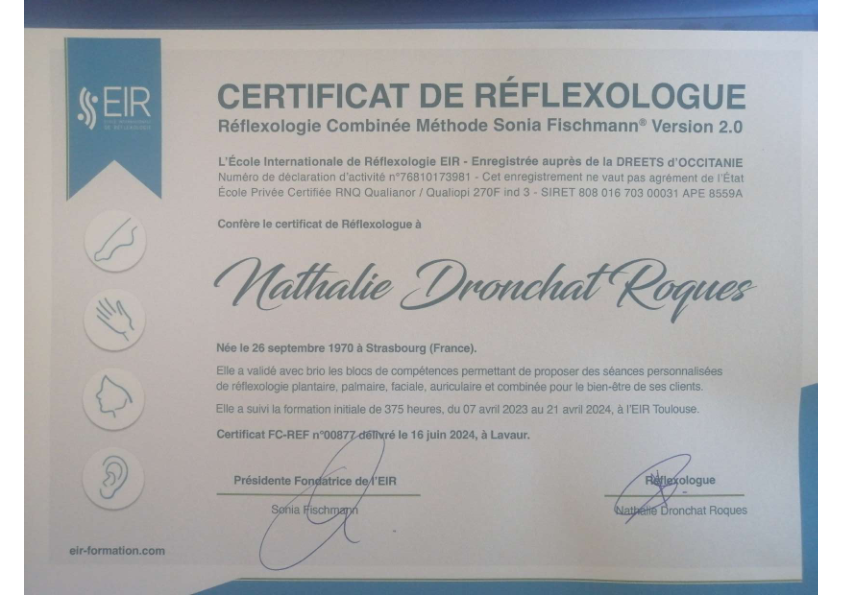 EIR
CERTIFICAT DE RÉFLEXOLOGUE
Réflexologie Combinée Méthode Sonia Fischmann® Version 2.0
L'École Internationale de Réflexologie EIR - Enregistrée auprès de la DREETS d'OCCITANIE
Numéro de déclaration d'activité n°76810173981 - Cet enregistrement ne vaut pas agrément de l'État
École Privée Certifiée RNQ Qualianor / Qualiopi 270F ind 3 - SIRET 808 016 703 00031 APE 8559A
Confère le certificat de Réflexologue à
Nathalie Dronchat Roques
Née le 26 septembre 1970 à Strasbourg (France).
Elle a validé avec brio les blocs de compétences permettant de proposer des séances personnalisées
de réflexologie plantaire, palmaire, faciale, auriculaire et combinée pour le bien-être de ses clients.
Elle a suivi la formation initiale de 375 heures, du 07 avril 2023 au 21 avril 2024, à l'EIR Toulouse.
Certificat FC-REF n°00877 délivré le 16 juin 2024, à Lavaur.
Présidente Fondatrice de l'EIR
Sonia Fischmann
Réflexologue
Nathalie Dronchat Roques
eir-formation.com